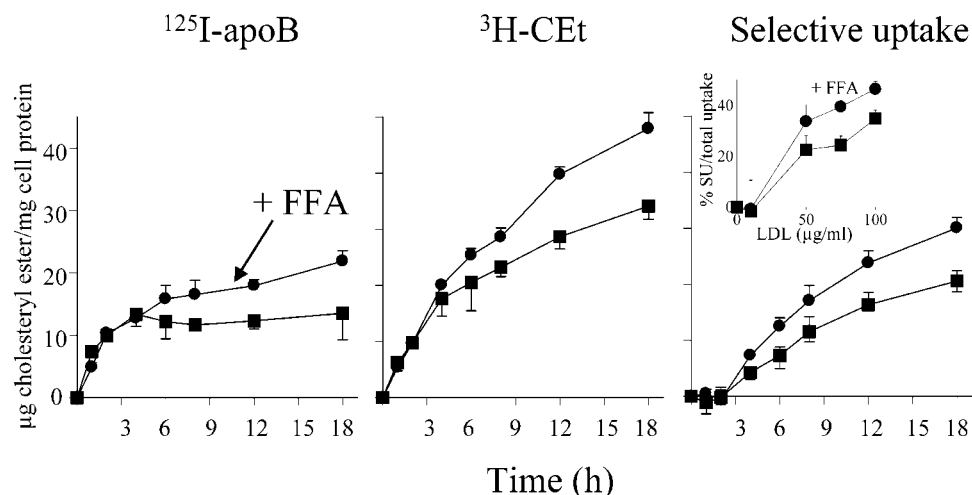 ¹²⁵I-apoB
³H-CEt
Selective uptake
µg cholesteryl ester/mg cell protein
40
30
20
10
0
+ FFA
3 6 9 12 15 18
3 6 9 12 15 18
3 6 9 12 15 18
% SU/total uptake
40
20
0
+ FFA
0 50 100
LDL (µg/ml)
Time (h)